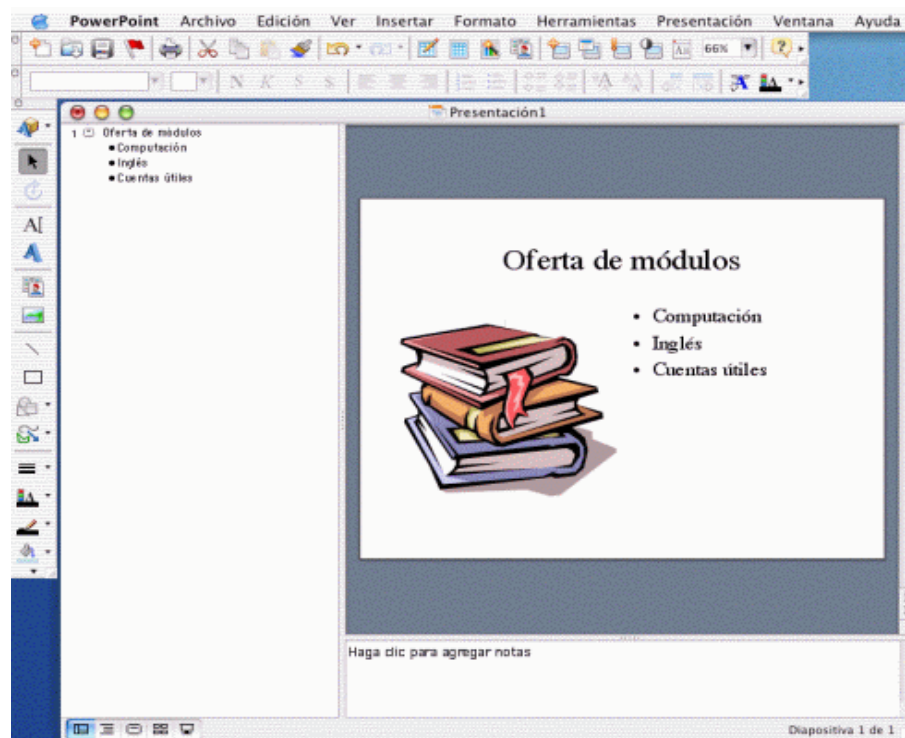 PowerPoint Archivo Edición Ver Insertar Formato Herramientas Presentación Ventana Ayuda
66%
N K S S
Presentación1
1 Oferta de módulos
• Computación
• Inglés
• Cuentas útiles
Oferta de módulos
• Computación
• Inglés
• Cuentas útiles
Haga clic para agregar notas
Diapositiva 1 de 1